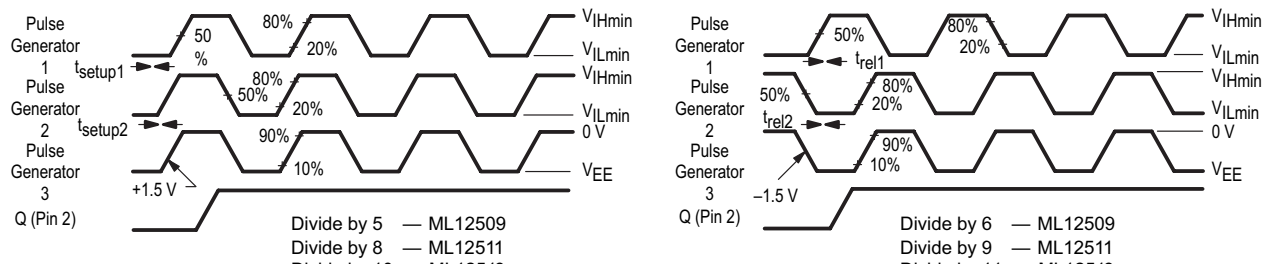 Pulse
Generator
1
50
%
80%
20%
VIHmin
VILmin
tsetup1
Pulse
Generator
2
50%
80%
20%
VIHmin
VILmin
tsetup2
Pulse
Generator
3
90%
10%
0 V
VEE
+1.5 V
Q (Pin 2)
Divide by 5 — ML12509
Divide by 8 — ML12511
Pulse
Generator
1
50%
80%
20%
VIHmin
VILmin
trel1
Pulse
Generator
2
50%
80%
20%
VIHmin
VILmin
trel2
Pulse
Generator
3
90%
10%
0 V
VEE
–1.5 V
Q (Pin 2)
Divide by 6 — ML12509
Divide by 9 — ML12511